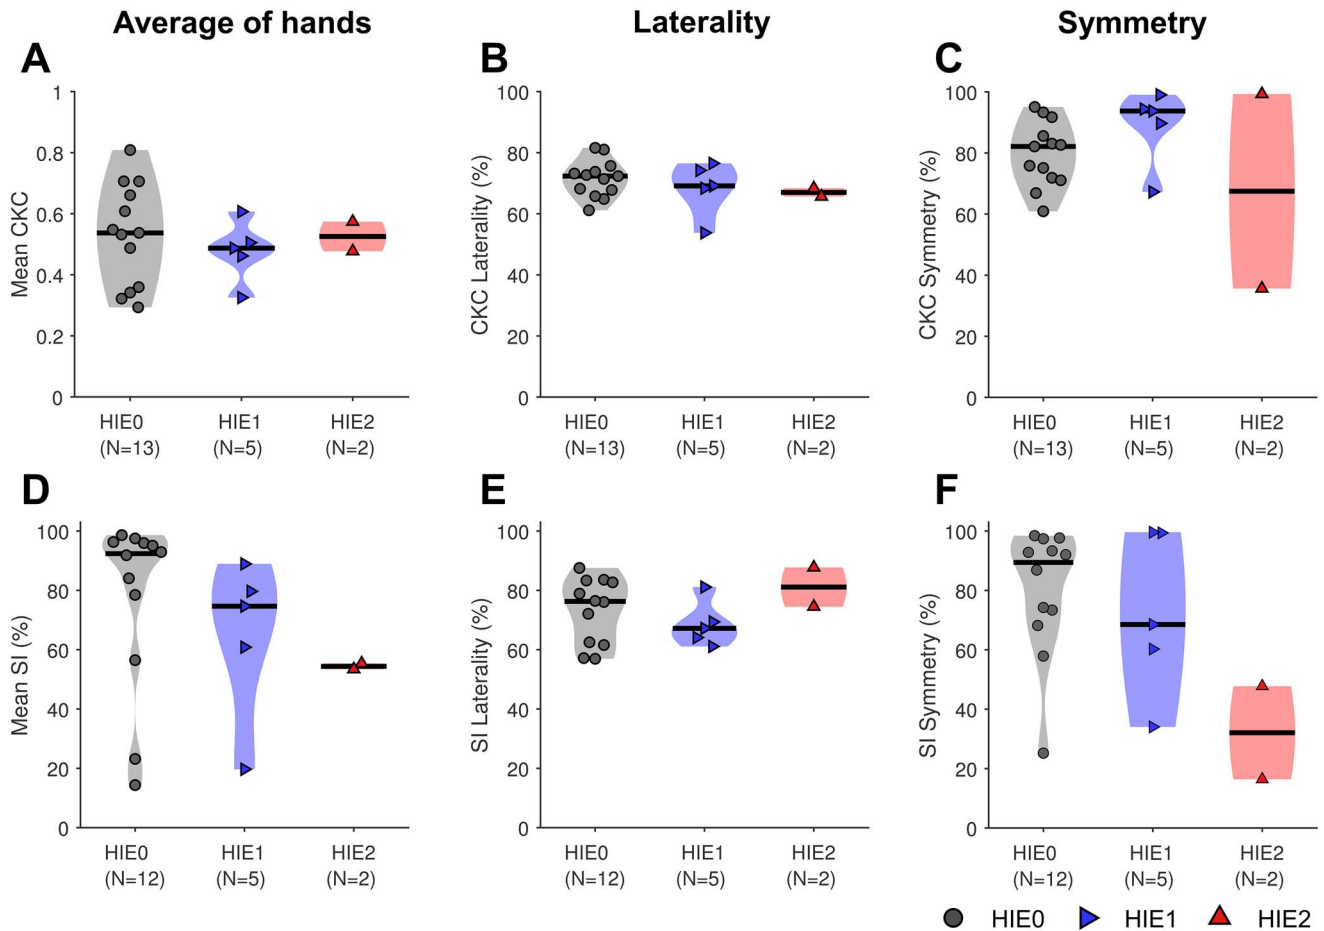 Average of hands
Laterality
Symmetry
A
Mean CKC
1
0.8
0.6
0.4
0.2
0
HIE0
(N=13)
HIE1
(N=5)
HIE2
(N=2)
B
CKC Laterality (%)
100
80
60
40
20
0
HIE0
(N=13)
HIE1
(N=5)
HIE2
(N=2)
C
CKC Symmetry (%)
100
80
60
40
20
0
HIE0
(N=13)
HIE1
(N=5)
HIE2
(N=2)
D
Mean SI (%)
100
80
60
40
20
0
HIE0
(N=12)
HIE1
(N=5)
HIE2
(N=2)
E
SI Laterality (%)
100
80
60
40
20
0
HIE0
(N=12)
HIE1
(N=5)
HIE2
(N=2)
F
SI Symmetry (%)
100
80
60
40
20
0
HIE0
(N=12)
HIE1
(N=5)
HIE2
(N=2)
HIE0 HIE1 HIE2